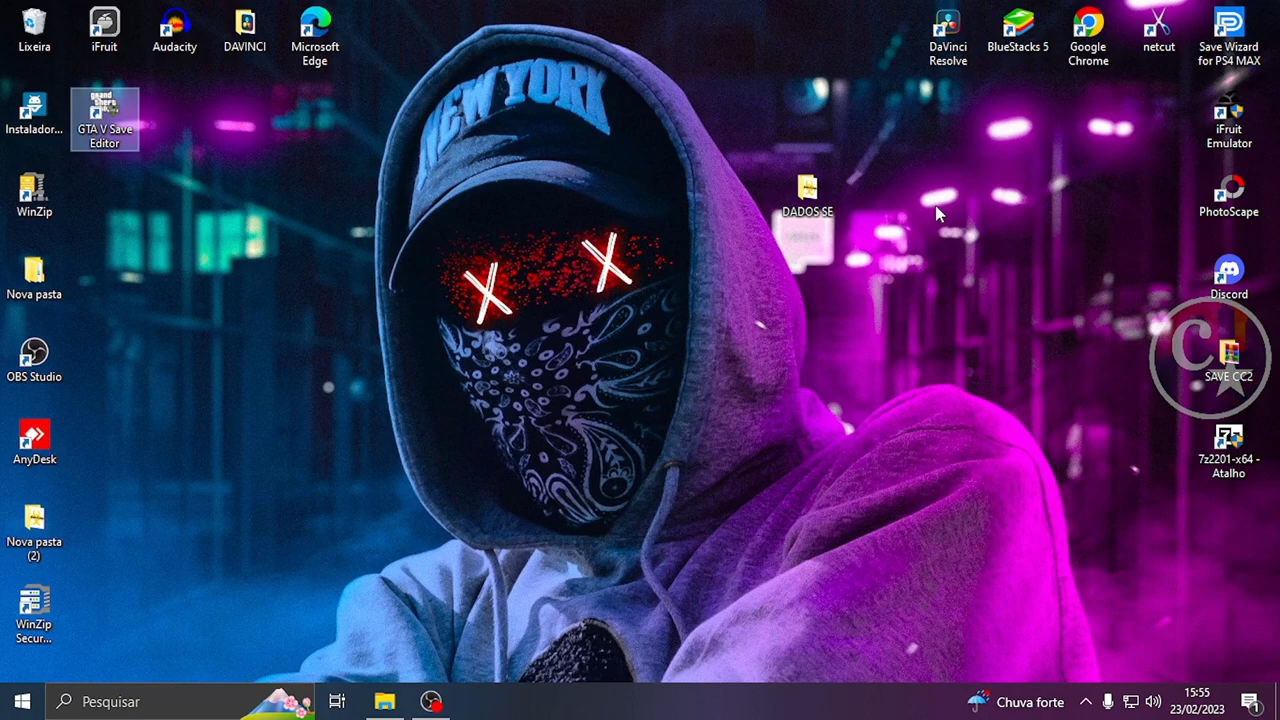 Lixeira
iFruit
Audacity
DAVINCI
Microsoft
Edge
DaVinci
Resolve
BlueStacks 5
Google
Chrome
netcut
Save Wizard
for PS4 MAX
NEW YORK
Instalador...
GTA V Save
Editor
iFruit
Emulator
WinZip
DADOS SE
PhotoScape
Nova pasta
Discord
OBS Studio
C
SAVE CC2
AnyDesk
7z2201-x64 -
Atalho
Nova pasta
(2)
WinZip
Secur...
Pesquisar
Chuva forte
15:55
23/02/2023
1